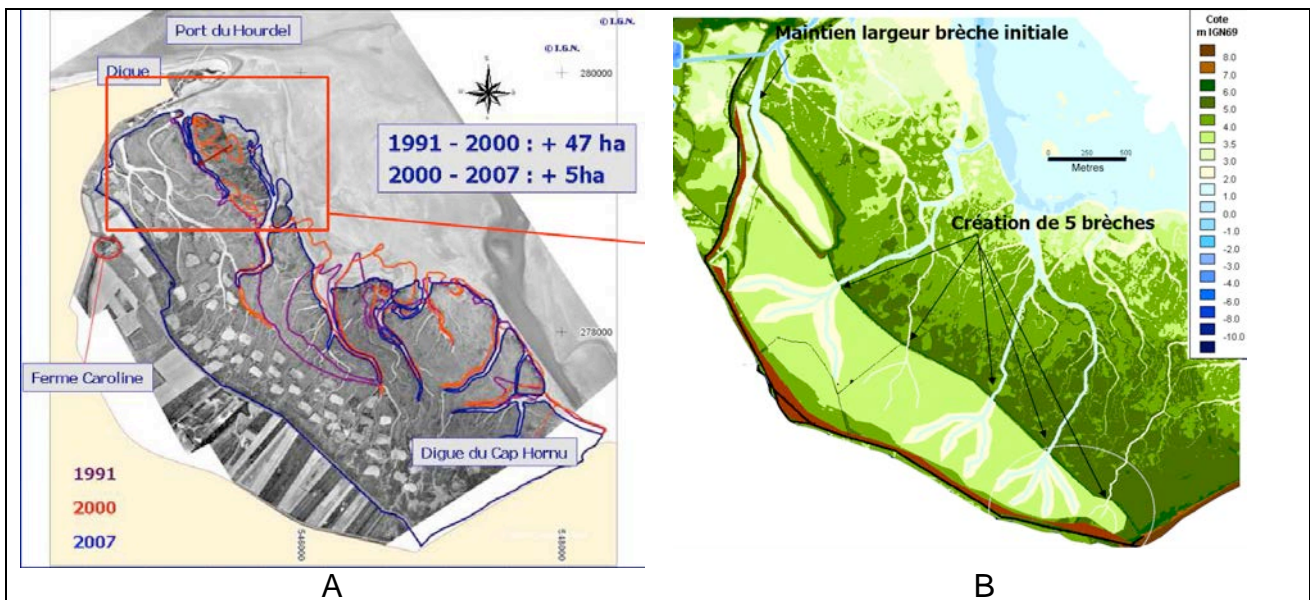 © I.G.N.
Port du Hourdel
© I.G.N.
Digue
280000
1991 - 2000 : + 47 ha
2000 - 2007 : + 5ha
278000
Ferme Caroline
Digue du Cap Hornu
1991
2000
2007
546000
548000
A
Maintien largeur brèche initiale
Cote
m IGN69
8.0
7.0
6.0
5.0
4.0
3.5
3.0
2.0
1.0
0.0
-1.0
-2.0
-3.0
-4.0
-6.0
-8.0
-10.0
0 250 500
Metres
Création de 5 brèches
B